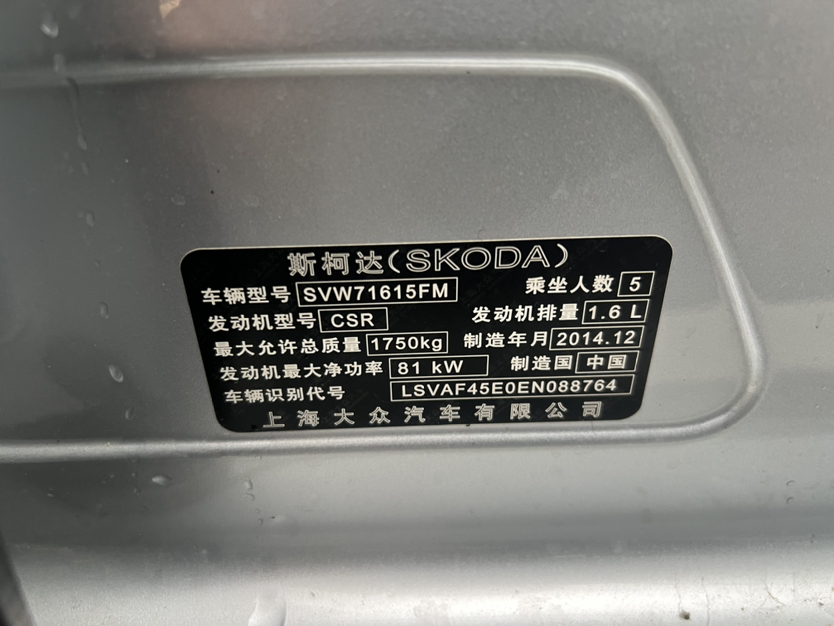 斯柯达(SKODA)
车辆型号 SVW71615FM 乘坐人数 5
发动机型号 CSR 发动机排量 1.6 L
最大允许总质量 1750kg 制造年月 2014.12
发动机最大净功率 81 kW 制造国 中国
车辆识别代号 LSVAF45E0EN088764
上海大众汽车有限公司